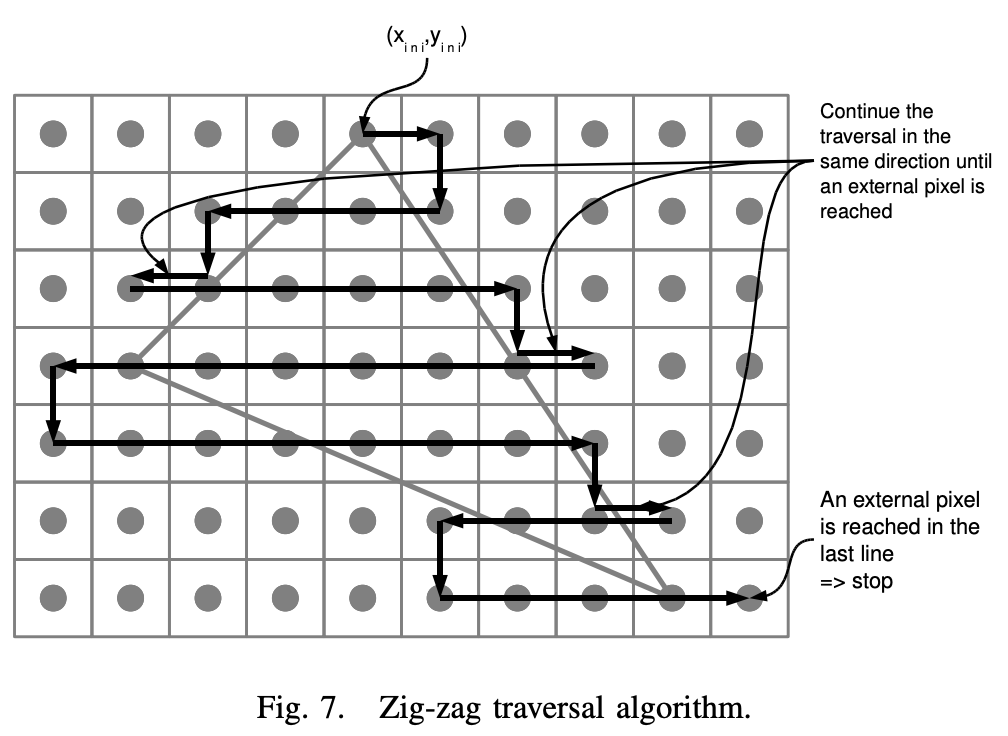 (x_ini,y_ini)
Continue the
traversal in the
same direction until
an external pixel is
reached
An external pixel
is reached in the
last line
=> stop
Fig. 7. Zig-zag traversal algorithm.